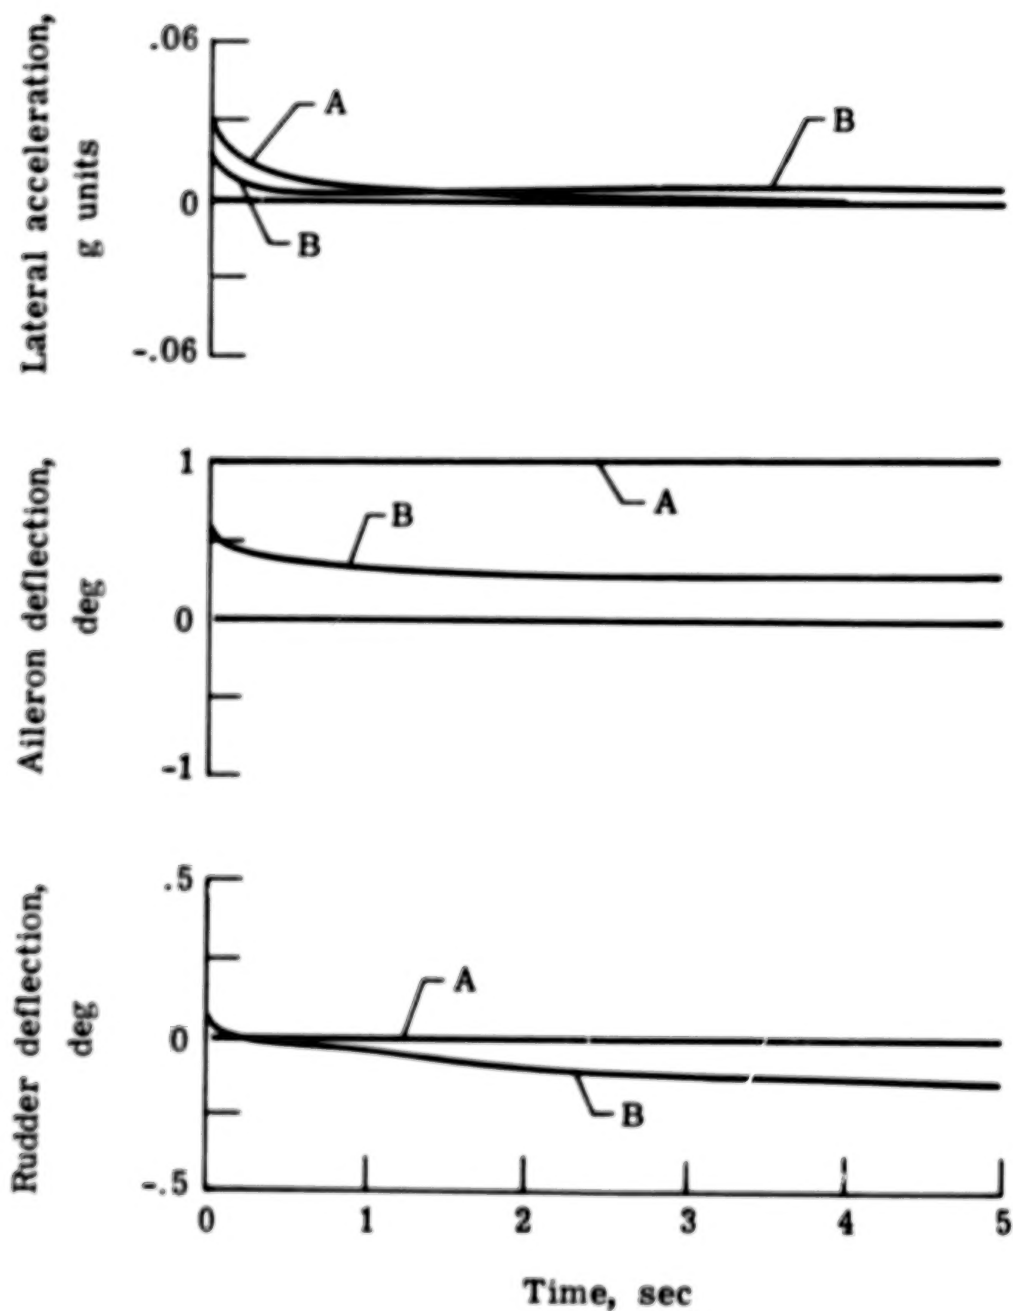 Lateral acceleration,
g units
.06
0
-.06
A
B
B
Aileron deflection,
deg
1
0
-1
A
B
Rudder deflection,
deg
.5
0
-.5
A
B
0 1 2 3 4 5
Time, sec